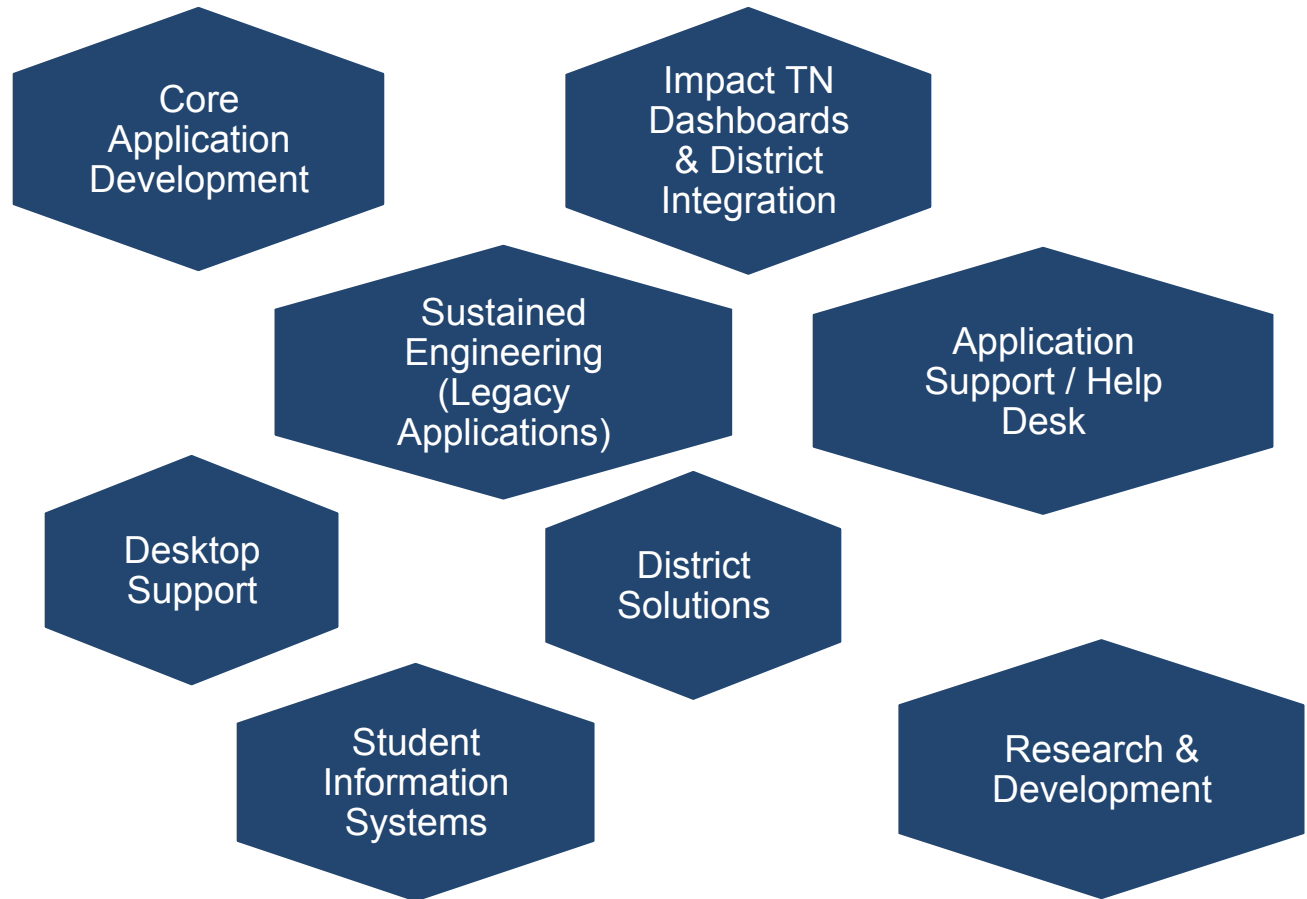 Core
Application
Development
Impact TN
Dashboards
& District
Integration
Sustained
Engineering
(Legacy
Applications)
Application
Support / Help
Desk
Desktop
Support
District
Solutions
Student
Information
Systems
Research &
Development